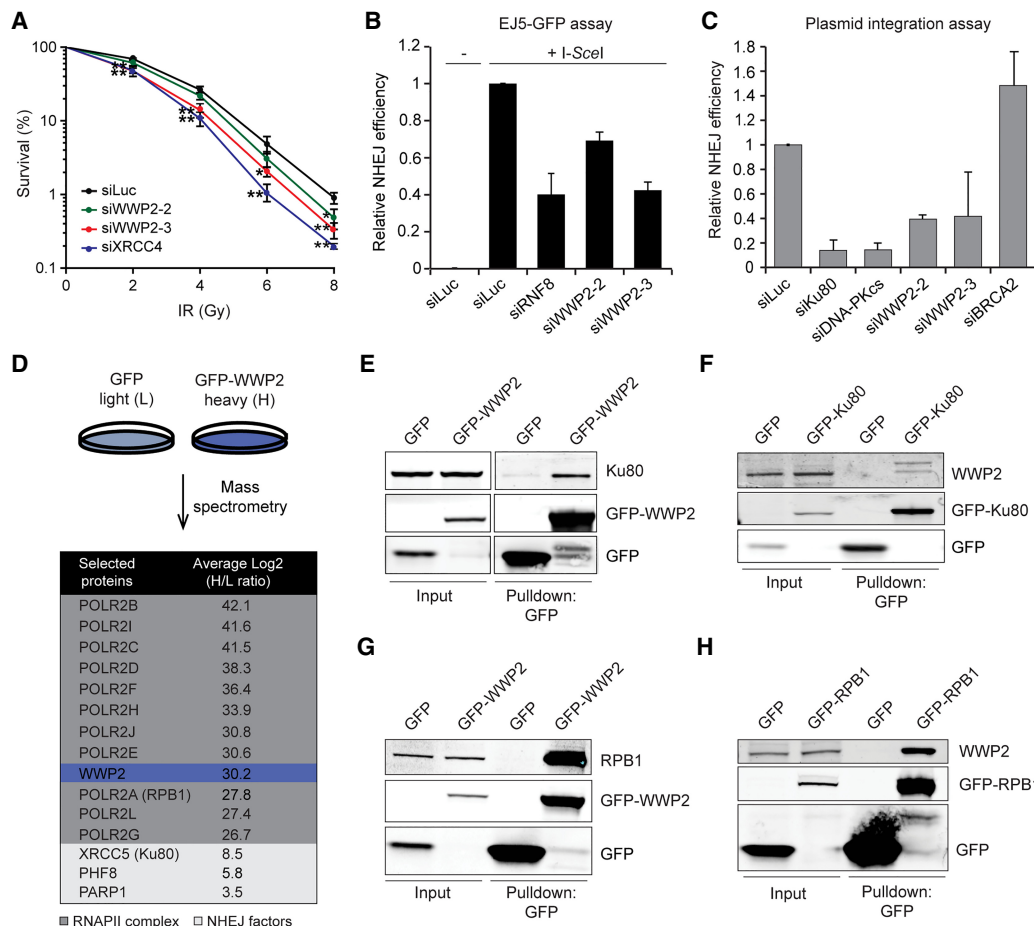 A
Survival (%)
100
10
1
0.1
**
**
**
**
*
**
*
**
**
siLuc
siWWP2-2
siWWP2-3
siXRCC4
0 2 4 6 8
IR (Gy)
B
EJ5-GFP assay
- + I-SceI
Relative NHEJ efficiency
1.2
1
0.8
0.6
0.4
0.2
0
siLuc siLuc siRNF8 siWWP2-2 siWWP2-3
C
Plasmid integration assay
Relative NHEJ efficiency
1.8
1.6
1.4
1.2
1
0.8
0.6
0.4
0.2
0
siLuc siKu80 siDNA-PKcs siWWP2-2 siWWP2-3 siBRCA2
D
GFP GFP-WWP2
light (L) heavy (H)
Mass
spectrometry
Selected Average Log2
proteins (H/L ratio)
POLR2B 42.1
POLR2I 41.6
POLR2C 41.5
POLR2D 38.3
POLR2F 36.4
POLR2H 33.9
POLR2J 30.8
POLR2E 30.6
WWP2 30.2
POLR2A (RPB1) 27.8
POLR2L 27.4
POLR2G 26.7
XRCC5 (Ku80) 8.5
PHF8 5.8
PARP1 3.5
RNAPII complex NHEJ factors
E
GFP GFP-WWP2 GFP GFP-WWP2
Ku80
GFP-WWP2
GFP
Input Pulldown:
GFP
F
GFP GFP-Ku80 GFP GFP-Ku80
WWP2
GFP-Ku80
GFP
Input Pulldown:
GFP
G
GFP GFP-WWP2 GFP GFP-WWP2
RPB1
GFP-WWP2
GFP
Input Pulldown:
GFP
H
GFP GFP-RPB1 GFP GFP-RPB1
WWP2
GFP-RPB1
GFP
Input Pulldown:
GFP